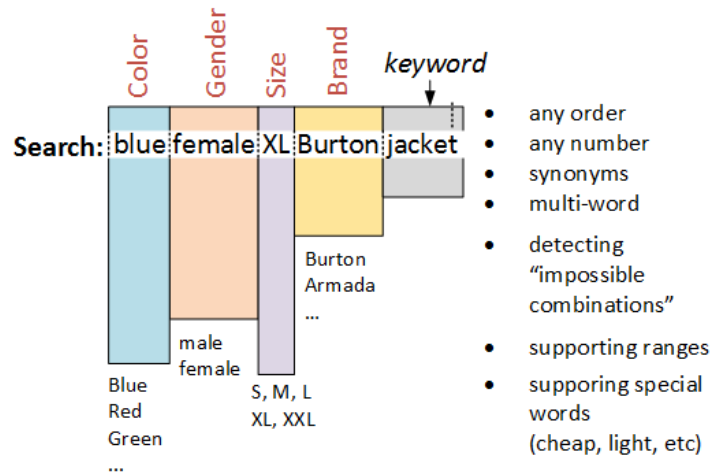 Color
Gender
Size
Brand
keyword
Search: blue female XL Burton jacket
• any order
• any number
• synonyms
• multi-word
• detecting
“impossible
combinations”
• supporting ranges
• supporing special
words
(cheap, light, etc)
Blue
Red
Green
...
male
female
S, M, L
XL, XXL
Burton
Armada
...